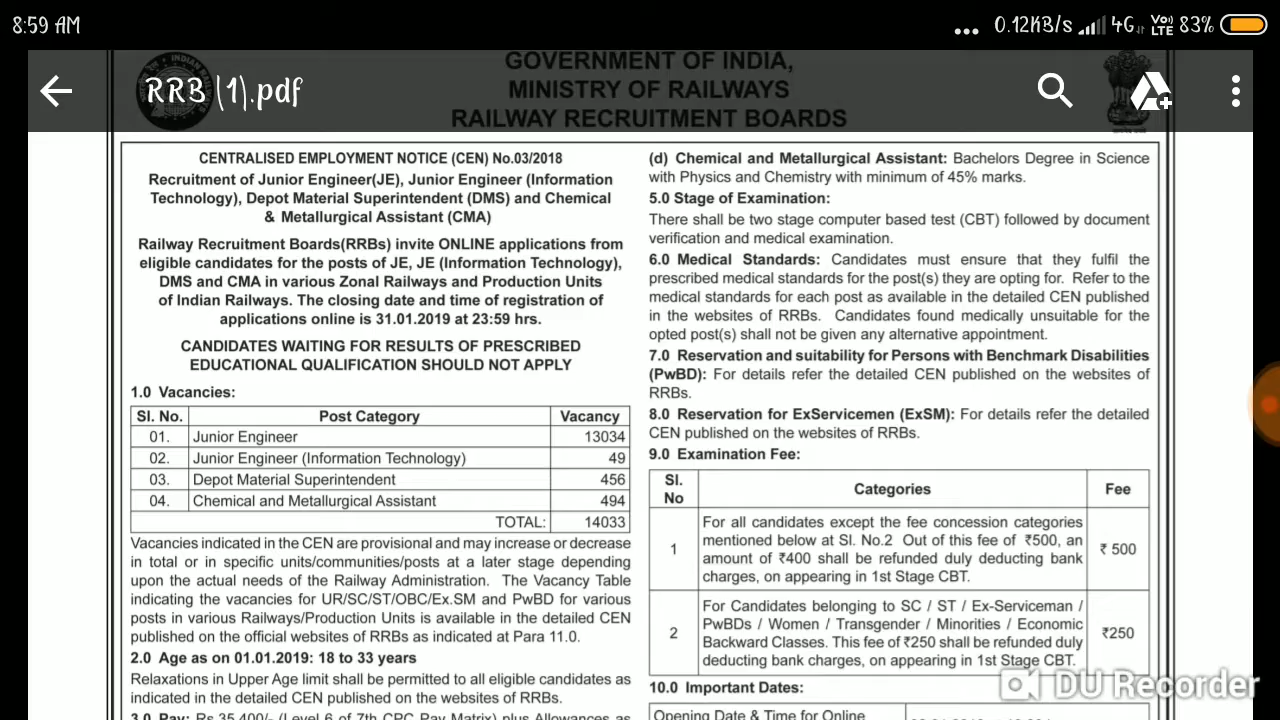 8:59 AM
... 0.12KB/s 4G Vo) LTE 83%
RRB (1).pdf
GOVERNMENT OF INDIA,
MINISTRY OF RAILWAYS
RAILWAY RECRUITMENT BOARDS
CENTRALISED EMPLOYMENT NOTICE (CEN) No.03/2018
Recruitment of Junior Engineer(JE), Junior Engineer (Information
Technology), Depot Material Superintendent (DMS) and Chemical
& Metallurgical Assistant (CMA)
Railway Recruitment Boards(RRBs) invite ONLINE applications from
eligible candidates for the posts of JE, JE (Information Technology),
DMS and CMA in various Zonal Railways and Production Units
of Indian Railways. The closing date and time of registration of
applications online is 31.01.2019 at 23:59 hrs.
CANDIDATES WAITING FOR RESULTS OF PRESCRIBED
EDUCATIONAL QUALIFICATION SHOULD NOT APPLY
1.0 Vacancies:
Sl. No. Post Category Vacancy
01. Junior Engineer 13034
02. Junior Engineer (Information Technology) 49
03. Depot Material Superintendent 456
04. Chemical and Metallurgical Assistant 494
TOTAL: 14033
Vacancies indicated in the CEN are provisional and may increase or decrease
in total or in specific units/communities/posts at a later stage depending
upon the actual needs of the Railway Administration. The Vacancy Table
indicating the vacancies for UR/SC/ST/OBC/Ex.SM and PwBD for various
posts in various Railways/Production Units is available in the detailed CEN
published on the official websites of RRBs as indicated at Para 11.0.
2.0 Age as on 01.01.2019: 18 to 33 years
Relaxations in Upper Age limit shall be permitted to all eligible candidates as
indicated in the detailed CEN published on the websites of RRBs.
3.0 Pay: Rs.35,400/- (Level 6 of 7th CPC Pay Matrix) plus Allowances as
(d) Chemical and Metallurgical Assistant: Bachelors Degree in Science
with Physics and Chemistry with minimum of 45% marks.
5.0 Stage of Examination:
There shall be two stage computer based test (CBT) followed by document
verification and medical examination.
6.0 Medical Standards: Candidates must ensure that they fulfil the
prescribed medical standards for the post(s) they are opting for. Refer to the
medical standards for each post as available in the detailed CEN published
in the websites of RRBs. Candidates found medically unsuitable for the
opted post(s) shall not be given any alternative appointment.
7.0 Reservation and suitability for Persons with Benchmark Disabilities
(PwBD): For details refer the detailed CEN published on the websites of
RRBs.
8.0 Reservation for ExServicemen (ExSM): For details refer the detailed
CEN published on the websites of RRBs.
9.0 Examination Fee:
Sl. No Categories Fee
1 For all candidates except the fee concession categories
mentioned below at Sl. No.2 Out of this fee of ₹500, an
amount of ₹400 shall be refunded duly deducting bank
charges, on appearing in 1st Stage CBT.
₹ 500
2 For Candidates belonging to SC / ST / Ex-Serviceman /
PwBDs / Women / Transgender / Minorities / Economic
Backward Classes. This fee of ₹250 shall be refunded duly
deducting bank charges, on appearing in 1st Stage CBT.
₹250
10.0 Important Dates:
Opening Date & Time for Online
DU Recorder